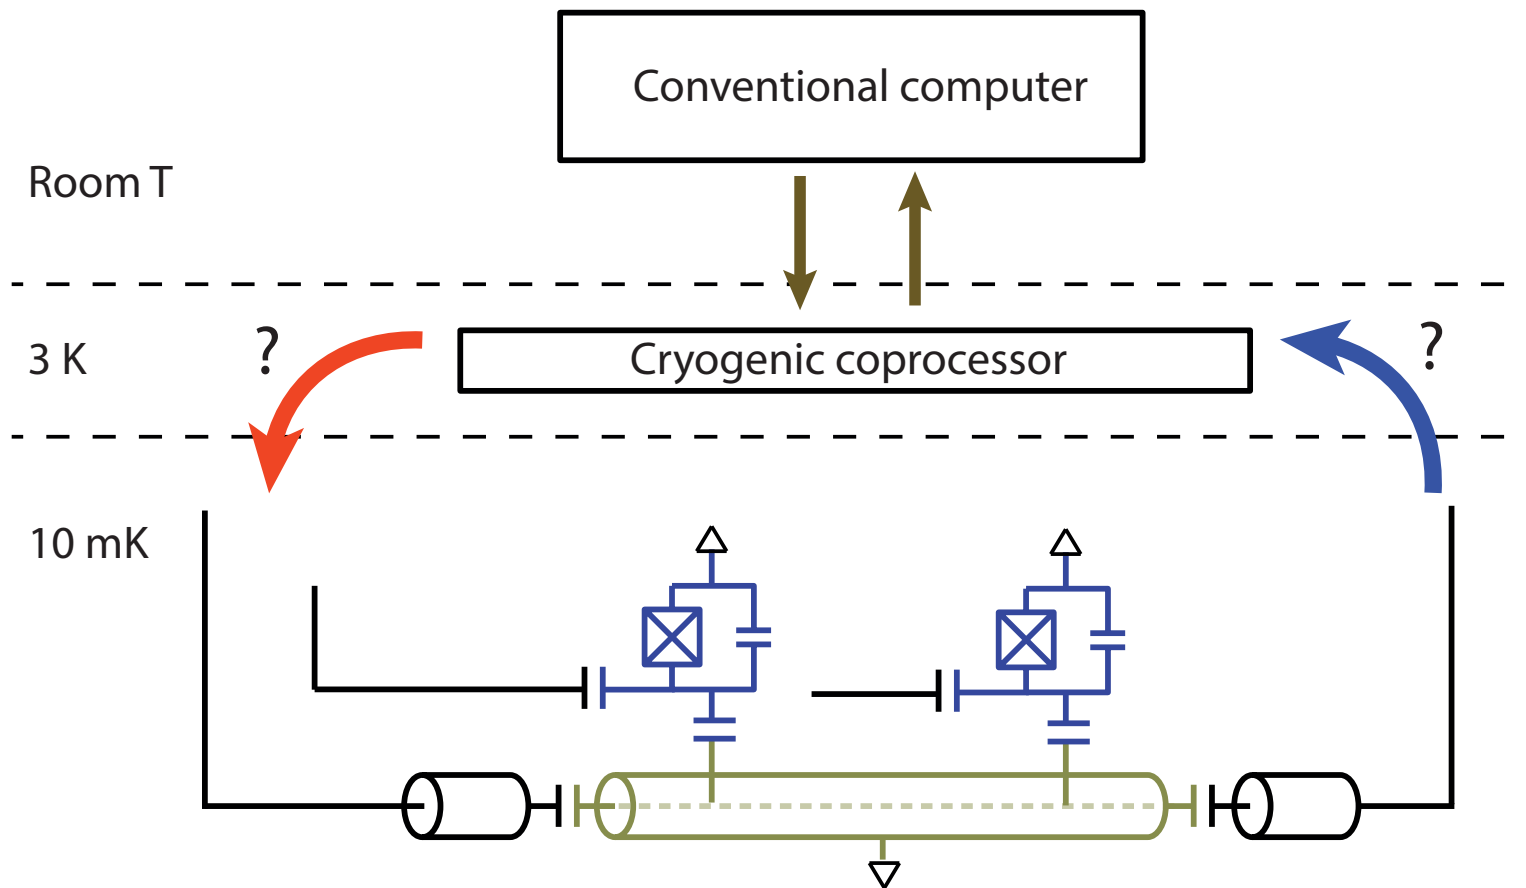 Conventional computer
Room T
3 K
?
Cryogenic coprocessor
?
10 mK